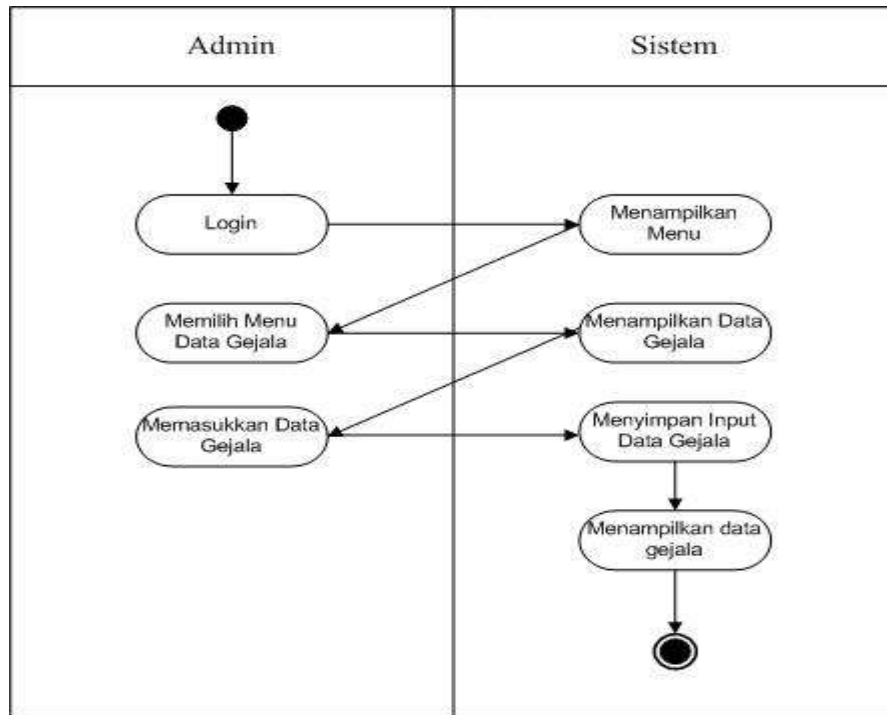 Admin
Sistem
Login
Menampilkan
Menu
Memilih Menu
Data Gejala
Menampilkan Data
Gejala
Memasukkan Data
Gejala
Menyimpan Input
Data Gejala
Menampilkan data
gejala